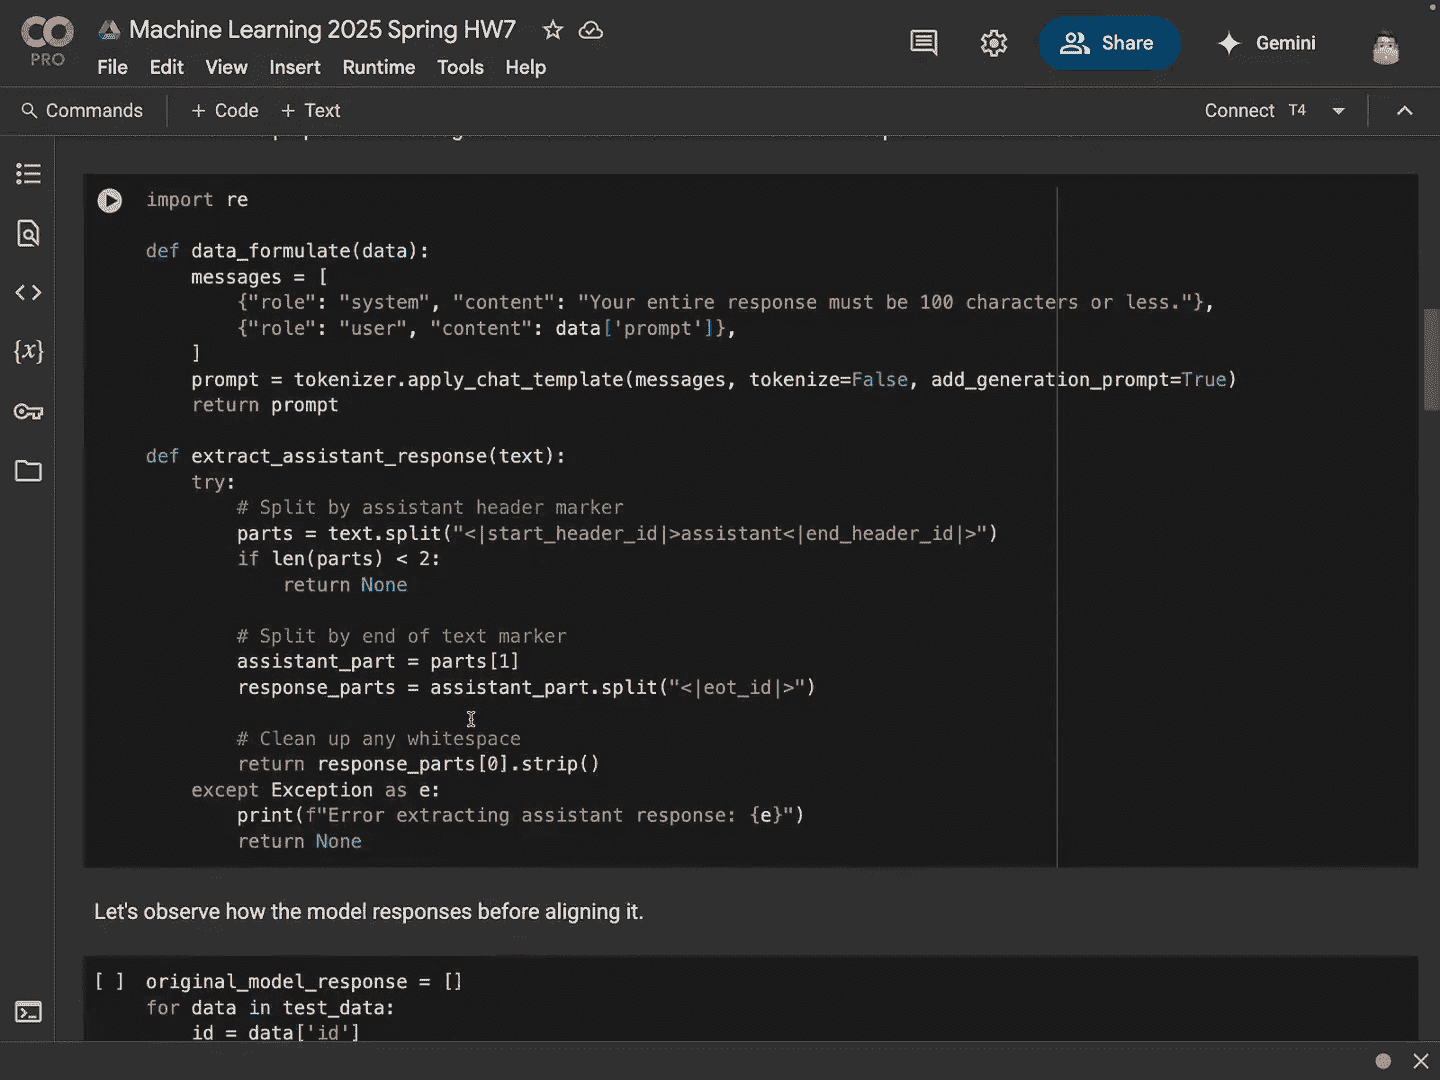 CO
PRO
Machine Learning 2025 Spring HW7
File Edit View Insert Runtime Tools Help
Share
Gemini
Commands + Code + Text
Connect T4
import re
def data_formulate(data):
    messages = [
        {"role": "system", "content": "Your entire response must be 100 characters or less."},
        {"role": "user", "content": data['prompt']},
    ]
    prompt = tokenizer.apply_chat_template(messages, tokenize=False, add_generation_prompt=True)
    return prompt
def extract_assistant_response(text):
    try:
        # Split by assistant header marker
        parts = text.split("<|start_header_id|>assistant<|end_header_id|>")
        if len(parts) < 2:
            return None
        # Split by end of text marker
        assistant_part = parts[1]
        response_parts = assistant_part.split("<|eot_id|>")
        # Clean up any whitespace
        return response_parts[0].strip()
    except Exception as e:
        print(f"Error extracting assistant response: {e}")
        return None
Let's observe how the model responses before aligning it.
[ ] original_model_response = []
for data in test_data:
    id = data['id']